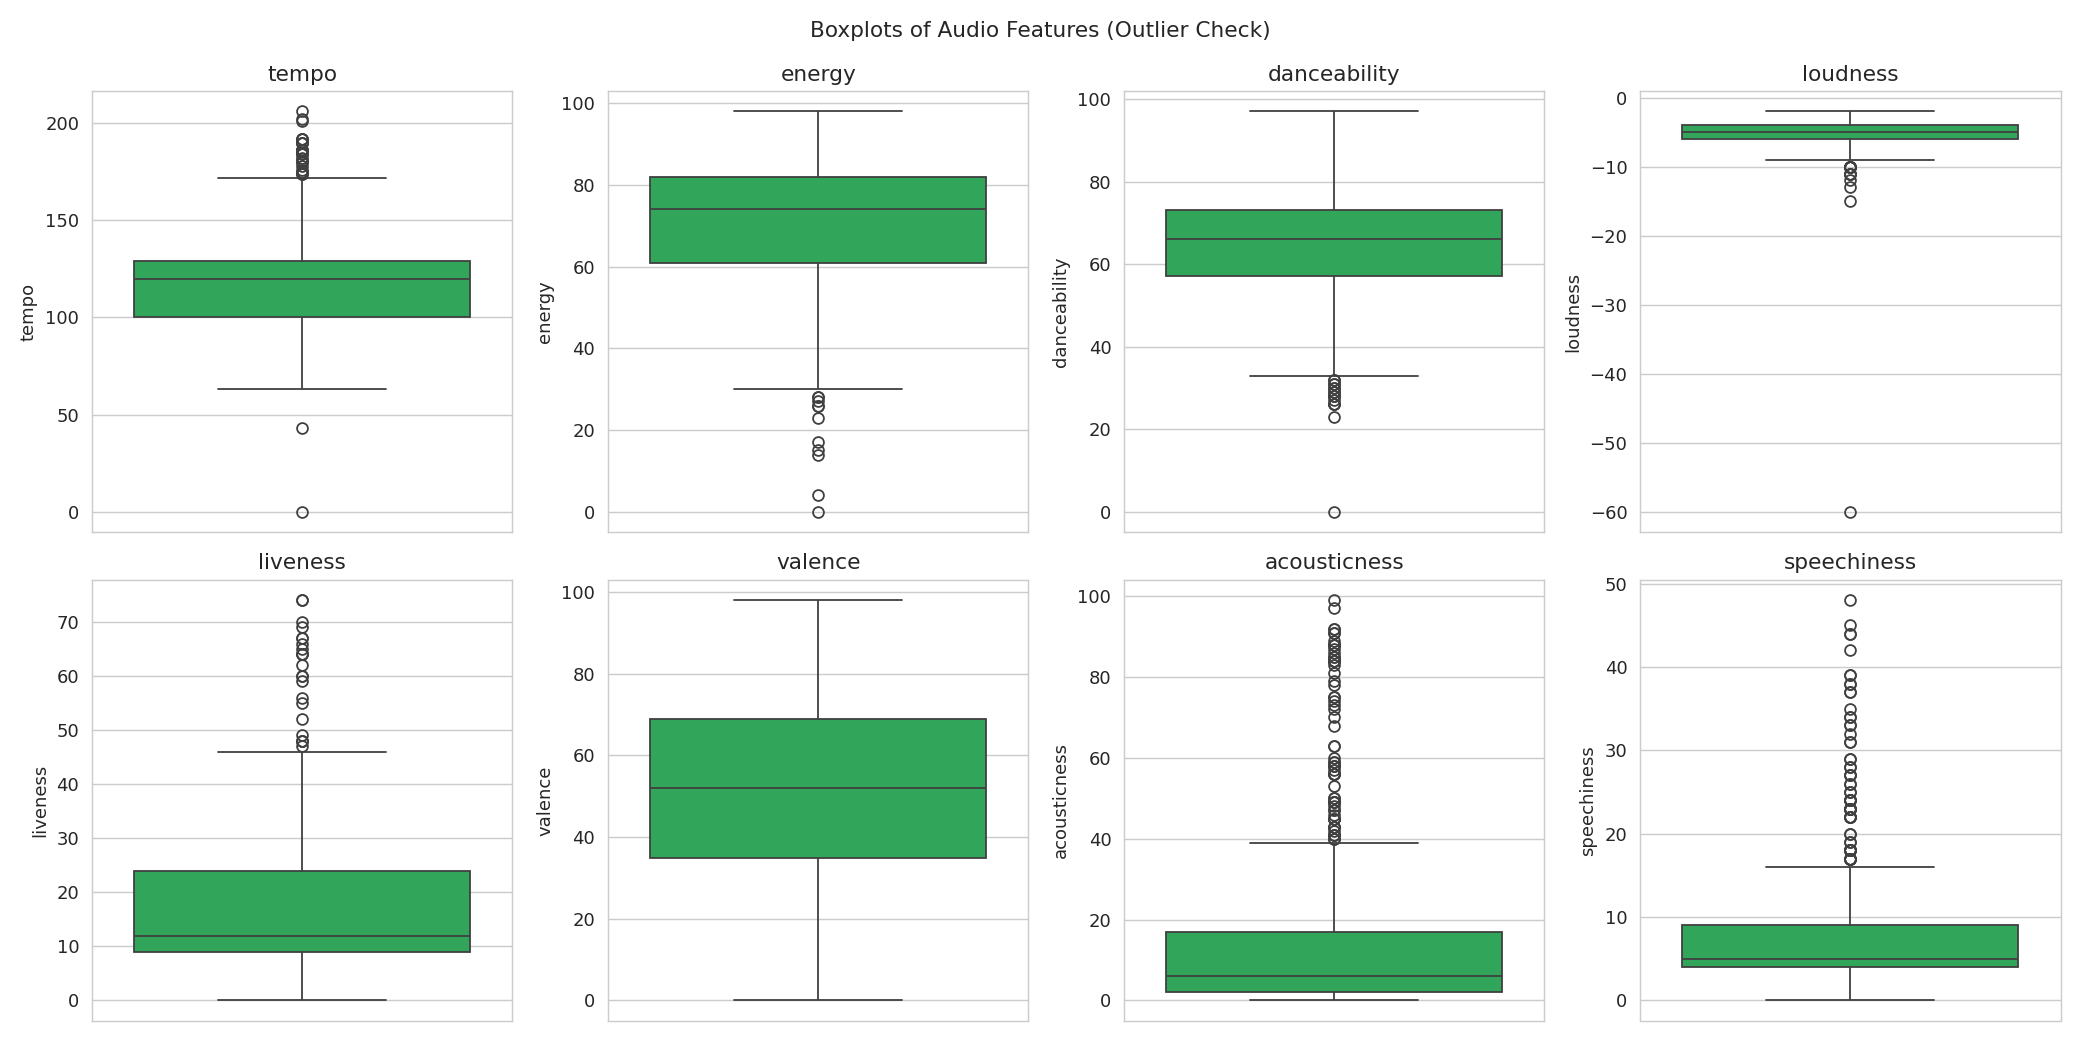 Boxplots of Audio Features (Outlier Check)
tempo
energy
danceability
loudness
200
150
100
50
0
tempo
100
80
60
40
20
0
energy
100
80
60
40
20
0
danceability
0
−10
−20
−30
−40
−50
−60
loudness
liveness
valence
acousticness
speechiness
70
60
50
40
30
20
10
0
liveness
100
80
60
40
20
0
valence
100
80
60
40
20
0
acousticness
50
40
30
20
10
0
speechiness